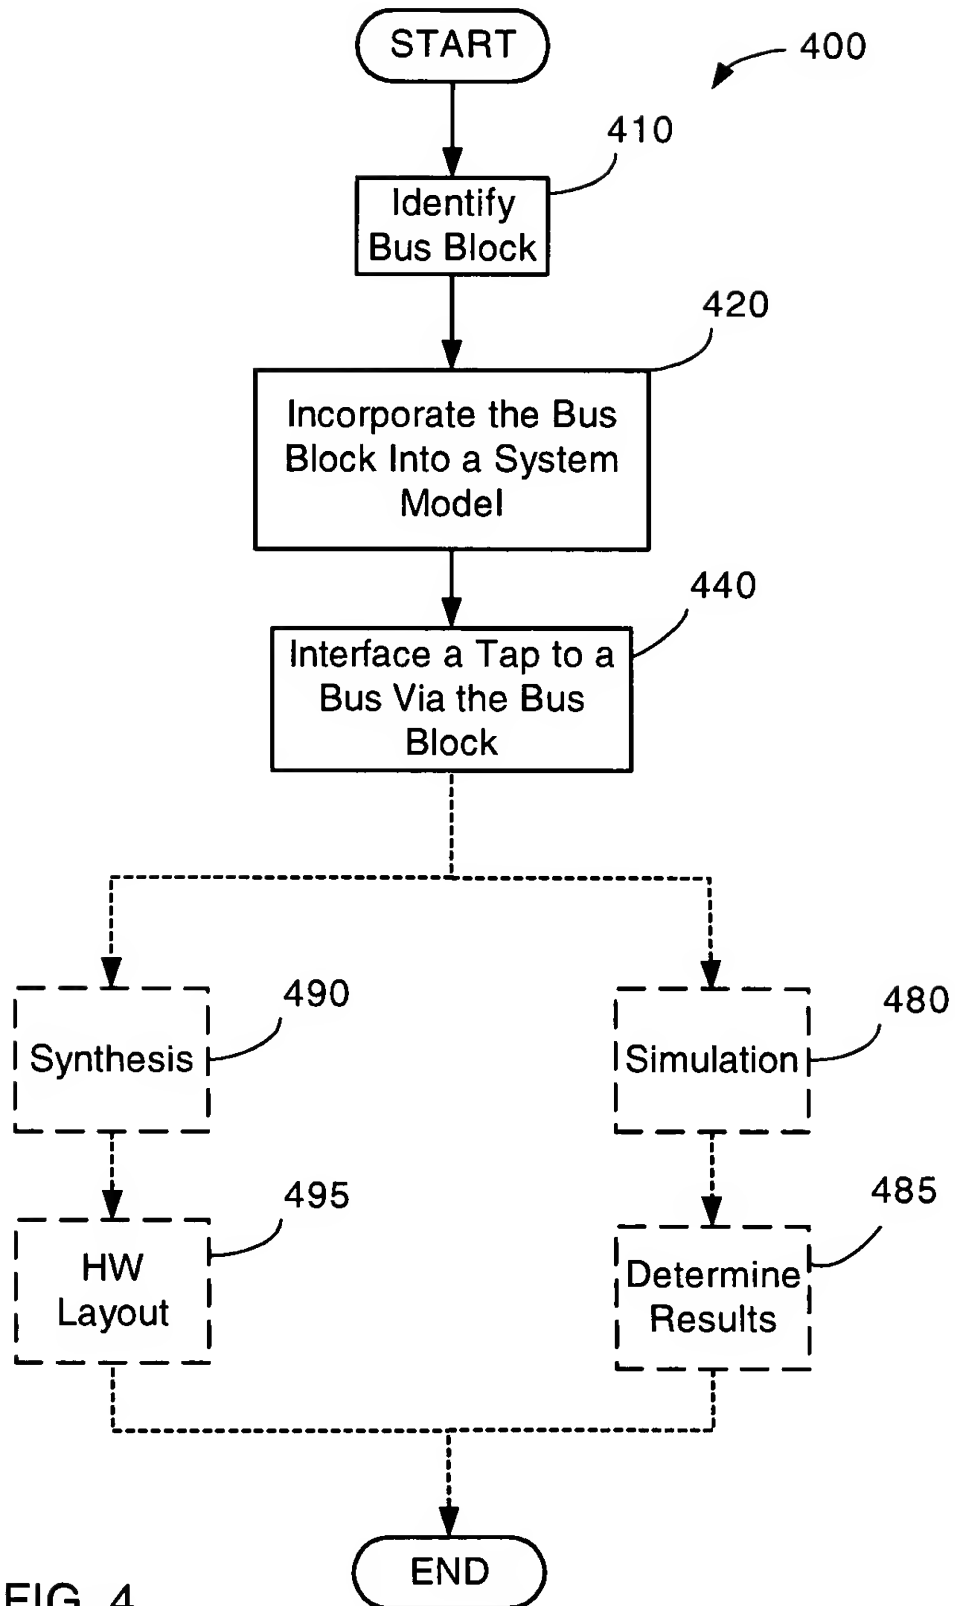 START
400
410
Identify
Bus Block
420
Incorporate the Bus
Block Into a System
Model
440
Interface a Tap to a
Bus Via the Bus
Block
490
480
Synthesis
Simulation
495
485
HW
Layout
Determine
Results
END
FIG. 4